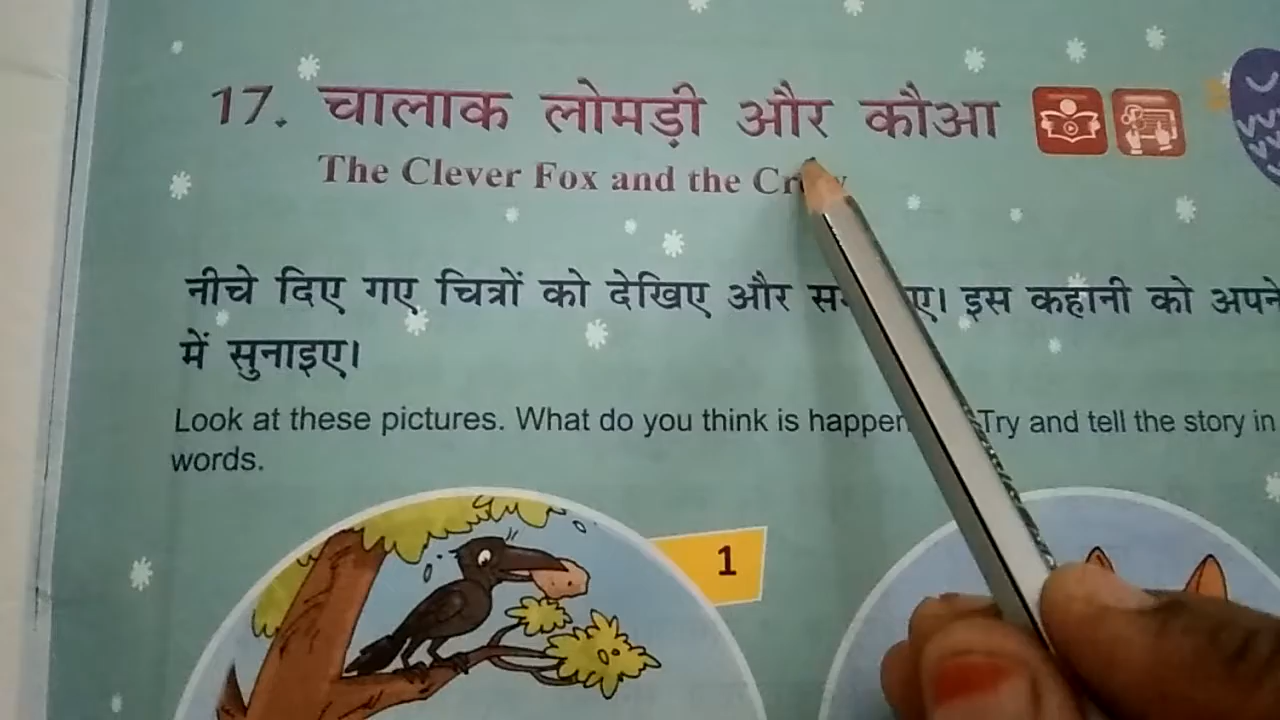 17. चालाक लोमड़ी और कौआ
The Clever Fox and the
नीचे दिए गए चित्रों को देखिए और इस कहानी को अपने
में सुनाइए।
Look at these pictures. What do you think is Try and tell the story in
words.
1